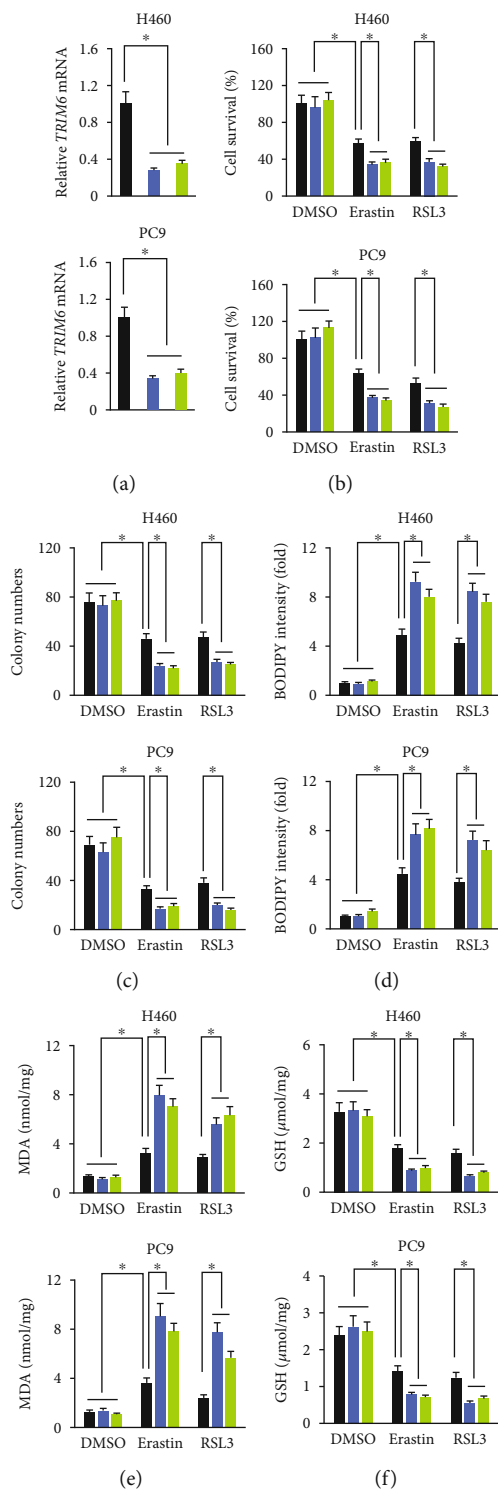 H460
Relative TRIM6 mRNA
1.6
1.2
0.8
0.4
0
*
PC9
Relative TRIM6 mRNA
1.6
1.2
0.8
0.4
0
*
(a)
H460
Cell survival (%)
160
120
80
40
0
* * *
DMSO Erastin RSL3
PC9
Cell survival (%)
160
120
80
40
0
* * *
DMSO Erastin RSL3
(b)
H460
Colony numbers
120
80
40
0
* * *
DMSO Erastin RSL3
PC9
Colony numbers
120
80
40
0
* * *
DMSO Erastin RSL3
(c)
H460
BODIPY intensity (fold)
12
8
4
0
* * *
DMSO Erastin RSL3
PC9
BODIPY intensity (fold)
12
8
4
0
* * *
DMSO Erastin RSL3
(d)
H460
MDA (nmol/mg)
12
8
4
0
* * *
DMSO Erastin RSL3
PC9
MDA (nmol/mg)
12
8
4
0
* * *
DMSO Erastin RSL3
(e)
H460
GSH (μmol/mg)
6
4
2
0
* * *
DMSO Erastin RSL3
PC9
GSH (μmol/mg)
4
3
2
1
0
* * *
DMSO Erastin RSL3
(f)